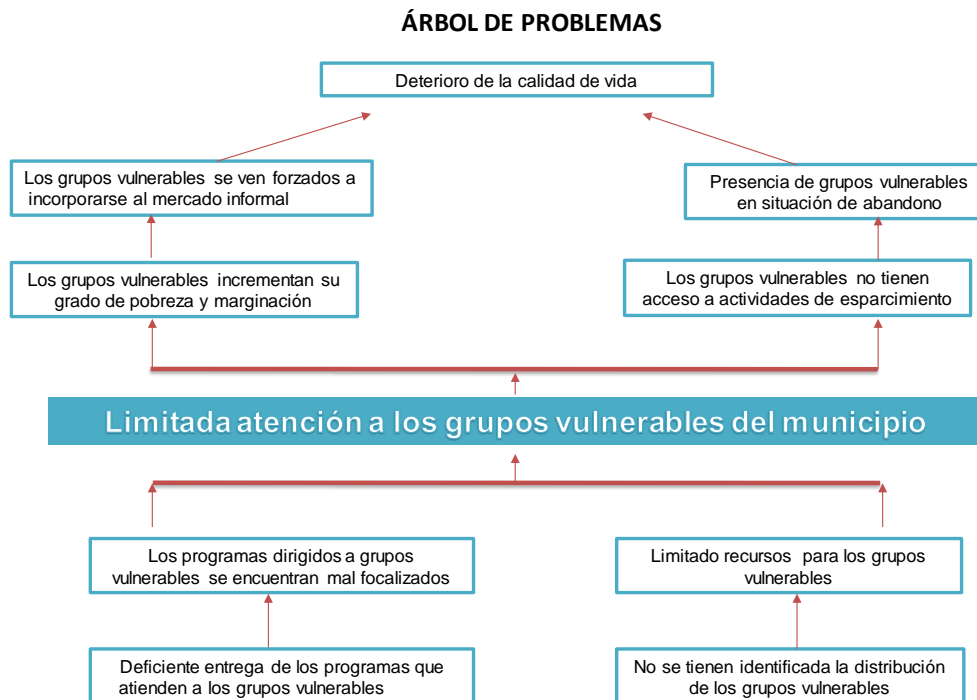 ÁRBOL DE PROBLEMAS
Deterioro de la calidad de vida
Los grupos vulnerables se ven forzados a
incorporarse al mercado informal
Presencia de grupos vulnerables
en situación de abandono
Los grupos vulnerables incrementan su
grado de pobreza y marginación
Los grupos vulnerables no tienen
acceso a actividades de esparcimiento
Limitada atención a los grupos vulnerables del municipio
Los programas dirigidos a grupos
vulnerables se encuentran mal focalizados
Limitado recursos para los grupos
vulnerables
Deficiente entrega de los programas que
atienden a los grupos vulnerables
No se tienen identificada la distribución
de los grupos vulnerables